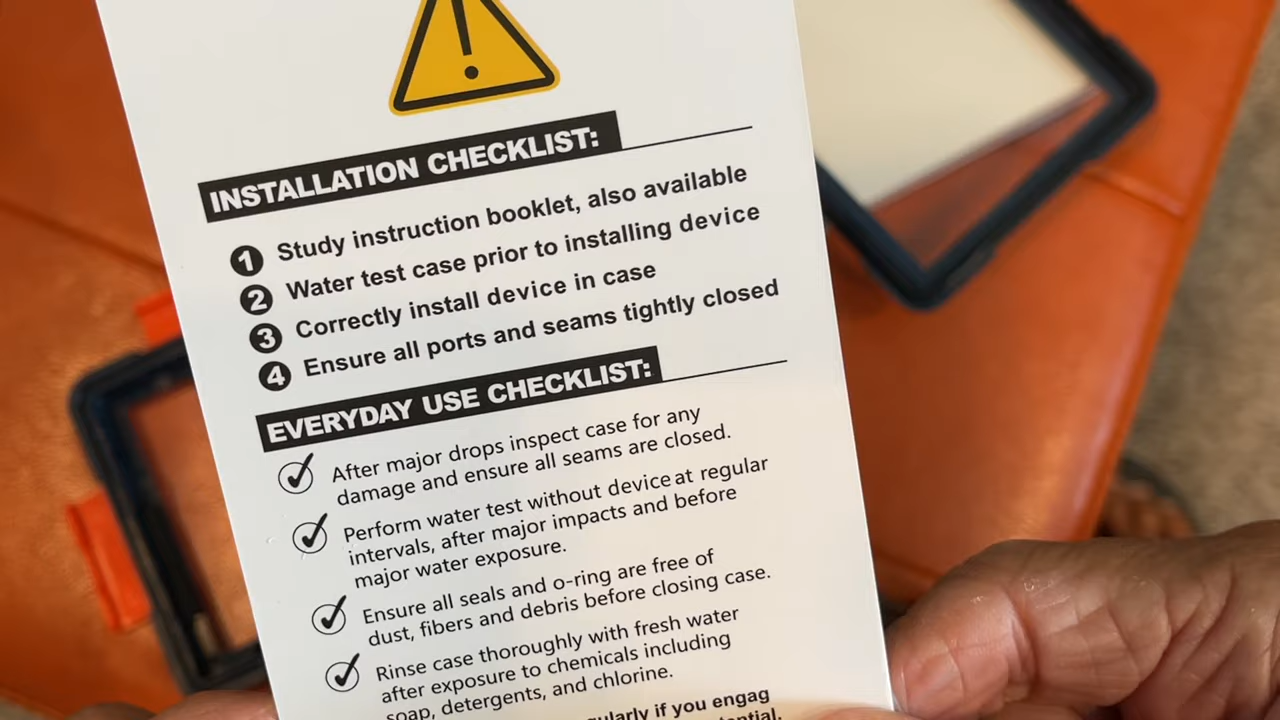 INSTALLATION CHECKLIST:
1 Study instruction booklet, also available
2 Water test case prior to installing device
3 Correctly install device in case
4 Ensure all ports and seams tightly closed
EVERYDAY USE CHECKLIST:
After major drops inspect case for any
damage and ensure all seams are closed.
Perform water test without device at regular
intervals, after major impacts and before
major water exposure.
Ensure all seals and o-ring are free of
dust, fibers and debris before closing case.
Rinse case thoroughly with fresh water
after exposure to chemicals including
soap, detergents, and chlorine.
if you